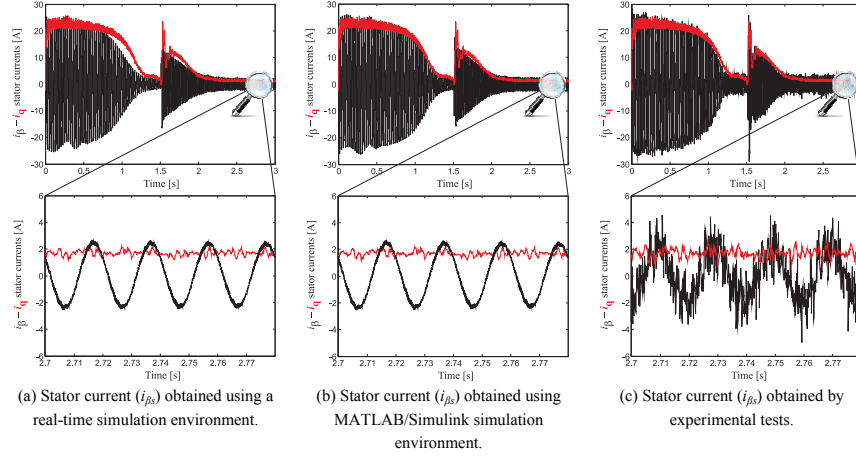 30
20
10
0
-10
-20
-30
iβ – iq stator currents [A]
0 0.5 1 1.5 2 2.5 3
Time [s]
30
20
10
0
-10
-20
-30
iβ – iq stator currents [A]
0 0.5 1 1.5 2 2.5 3
Time [s]
30
20
10
0
-10
-20
-30
iβ – iq stator currents [A]
0 0.5 1 1.5 2 2.5
Time [s]
6
4
2
0
-2
-4
6
iβ – iq stator currents [A]
2.7 2.71 2.72 2.73 2.74 2.75 2.76 2.77
Time [s]
6
4
2
0
-2
-4
6
iβ – iq stator currents [A]
2.7 2.71 2.72 2.73 2.74 2.75 2.76 2.77
Time [s]
6
4
2
0
-2
-4
6
iβ – iq stator currents [A]
2.7 2.71 2.72 2.73 2.74 2.75 2.76 2.77
Time [s]
(a) Stator current (iβs) obtained using a
real-time simulation environment.
(b) Stator current (iβs) obtained using
MATLAB/Simulink simulation
environment.
(c) Stator current (iβs) obtained by
experimental tests.